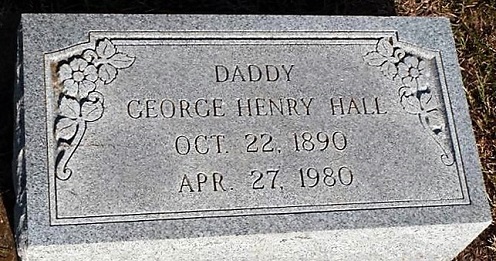 DADDY
GEORGE HENRY HALL
OCT. 22, 1890
APR. 27, 1980